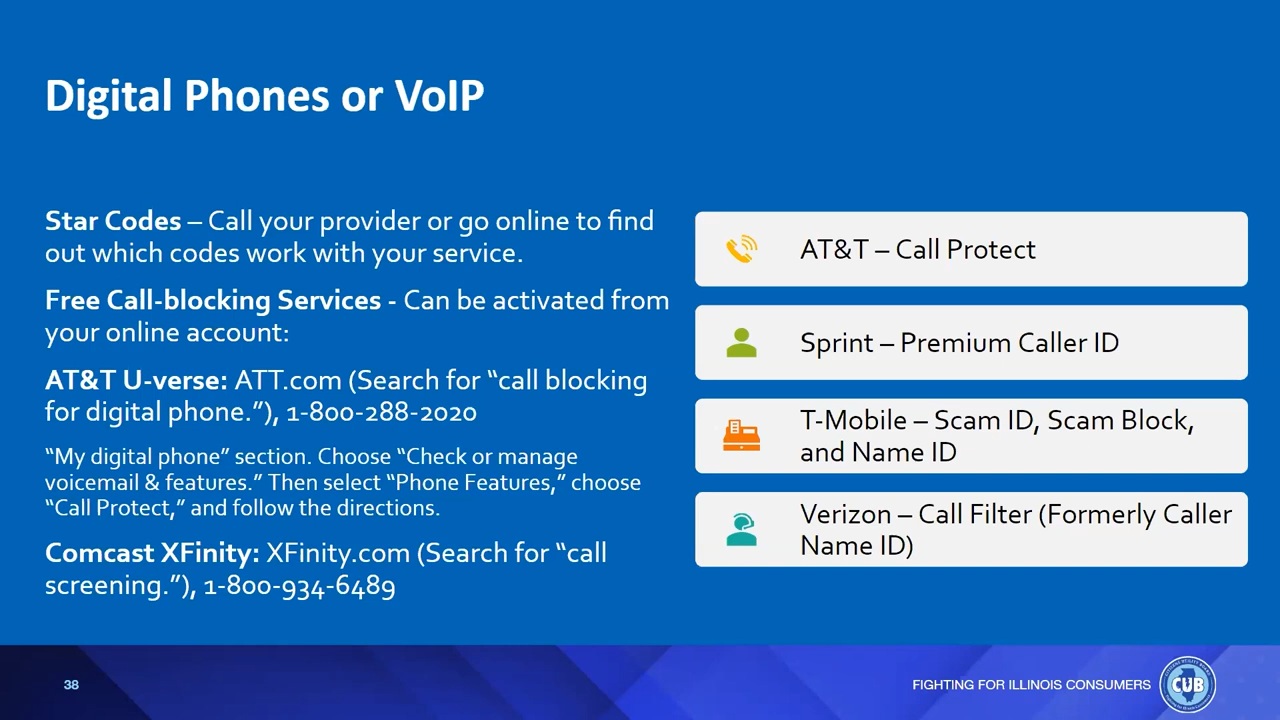 Digital Phones or VoIP
Star Codes – Call your provider or go online to find
out which codes work with your service.
Free Call-blocking Services - Can be activated from
your online account:
AT&T U-verse: ATT.com (Search for “call blocking
for digital phone.”), 1-800-288-2020
“My digital phone” section. Choose “Check or manage
voicemail & features.” Then select “Phone Features,” choose
“Call Protect,” and follow the directions.
Comcast XFinity: XFinity.com (Search for “call
screening.”), 1-800-934-6489
AT&T – Call Protect
Sprint – Premium Caller ID
T-Mobile – Scam ID, Scam Block,
and Name ID
Verizon – Call Filter (Formerly Caller
Name ID)
38
FIGHTING FOR ILLINOIS CONSUMERS
CUB